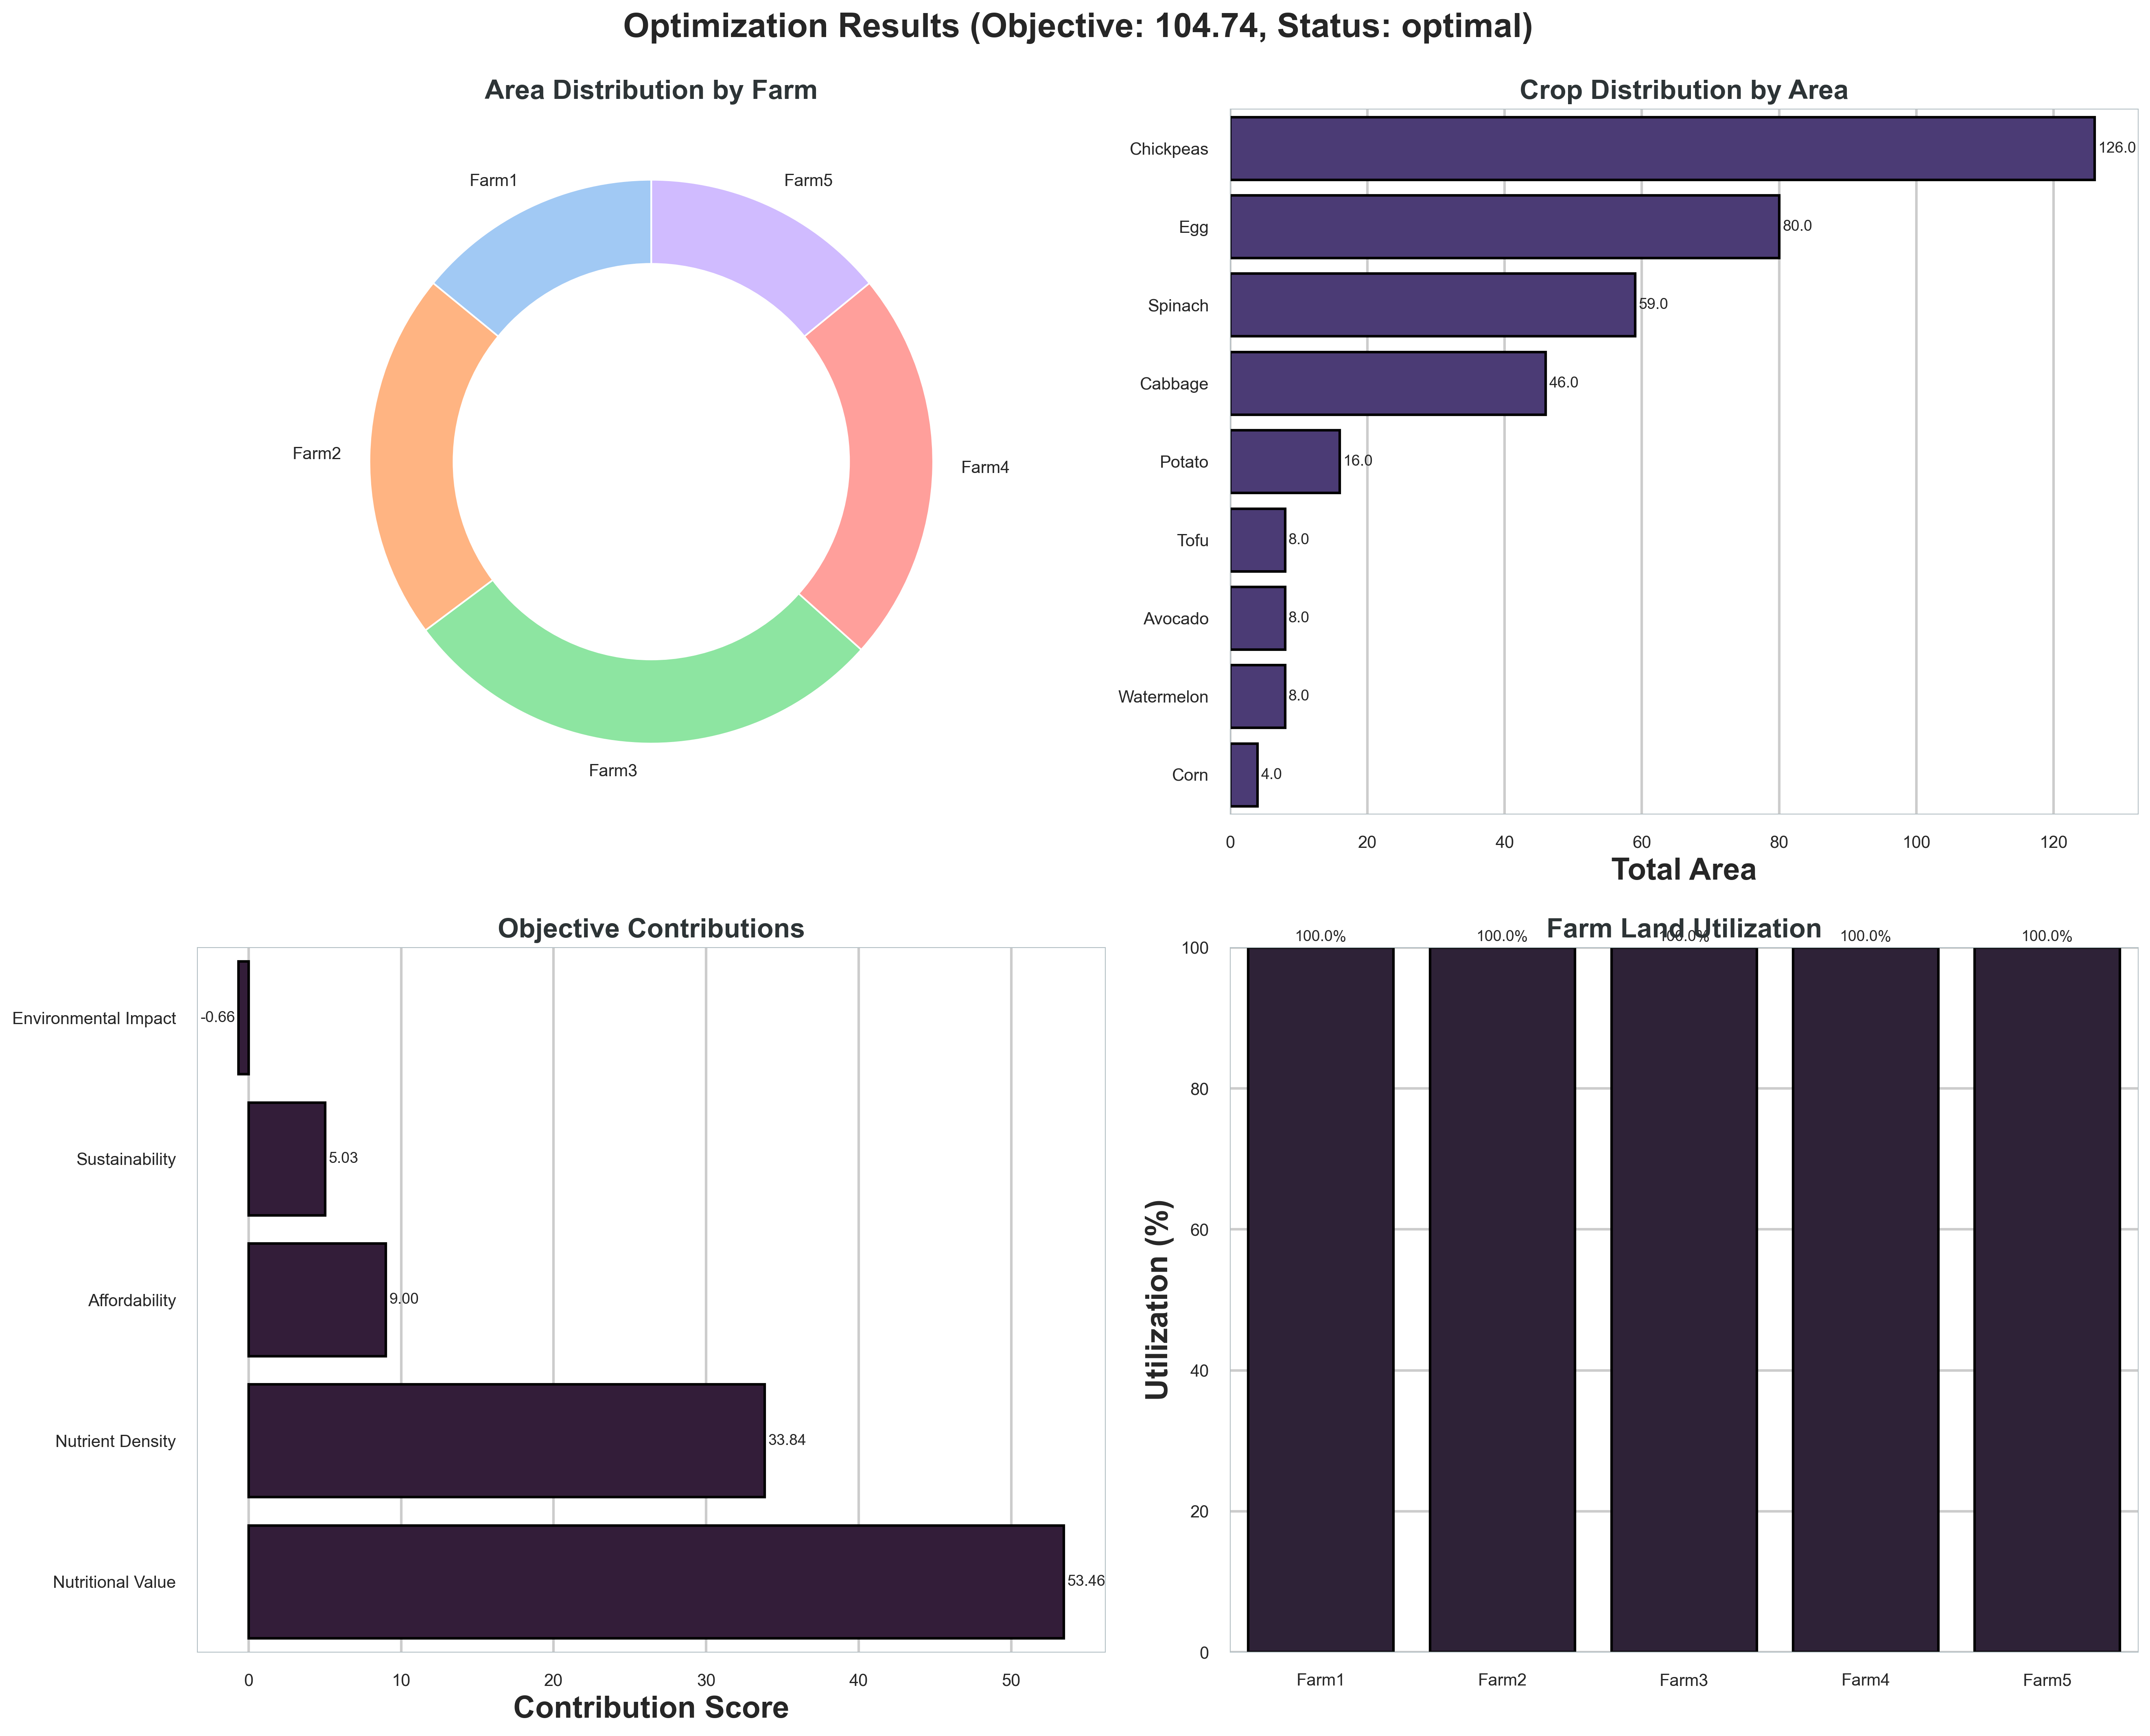 Optimization Results (Objective: 104.74, Status: optimal)
Area Distribution by Farm
Farm1
Farm5
Farm2
Farm4
Farm3
Crop Distribution by Area
Chickpeas
126.0
Egg
80.0
Spinach
59.0
Cabbage
46.0
Potato
16.0
Tofu
8.0
Avocado
8.0
Watermelon
8.0
Corn
4.0
0 20 40 60 80 100 120
Total Area
Objective Contributions
Environmental Impact
-0.66
Sustainability
5.03
Affordability
9.00
Nutrient Density
33.84
Nutritional Value
53.46
0 10 20 30 40 50
Contribution Score
Farm Land Utilization
100.0% 100.0% 100.0% 100.0% 100.0%
100
80
60
40
20
0
Utilization (%)
Farm1 Farm2 Farm3 Farm4 Farm5